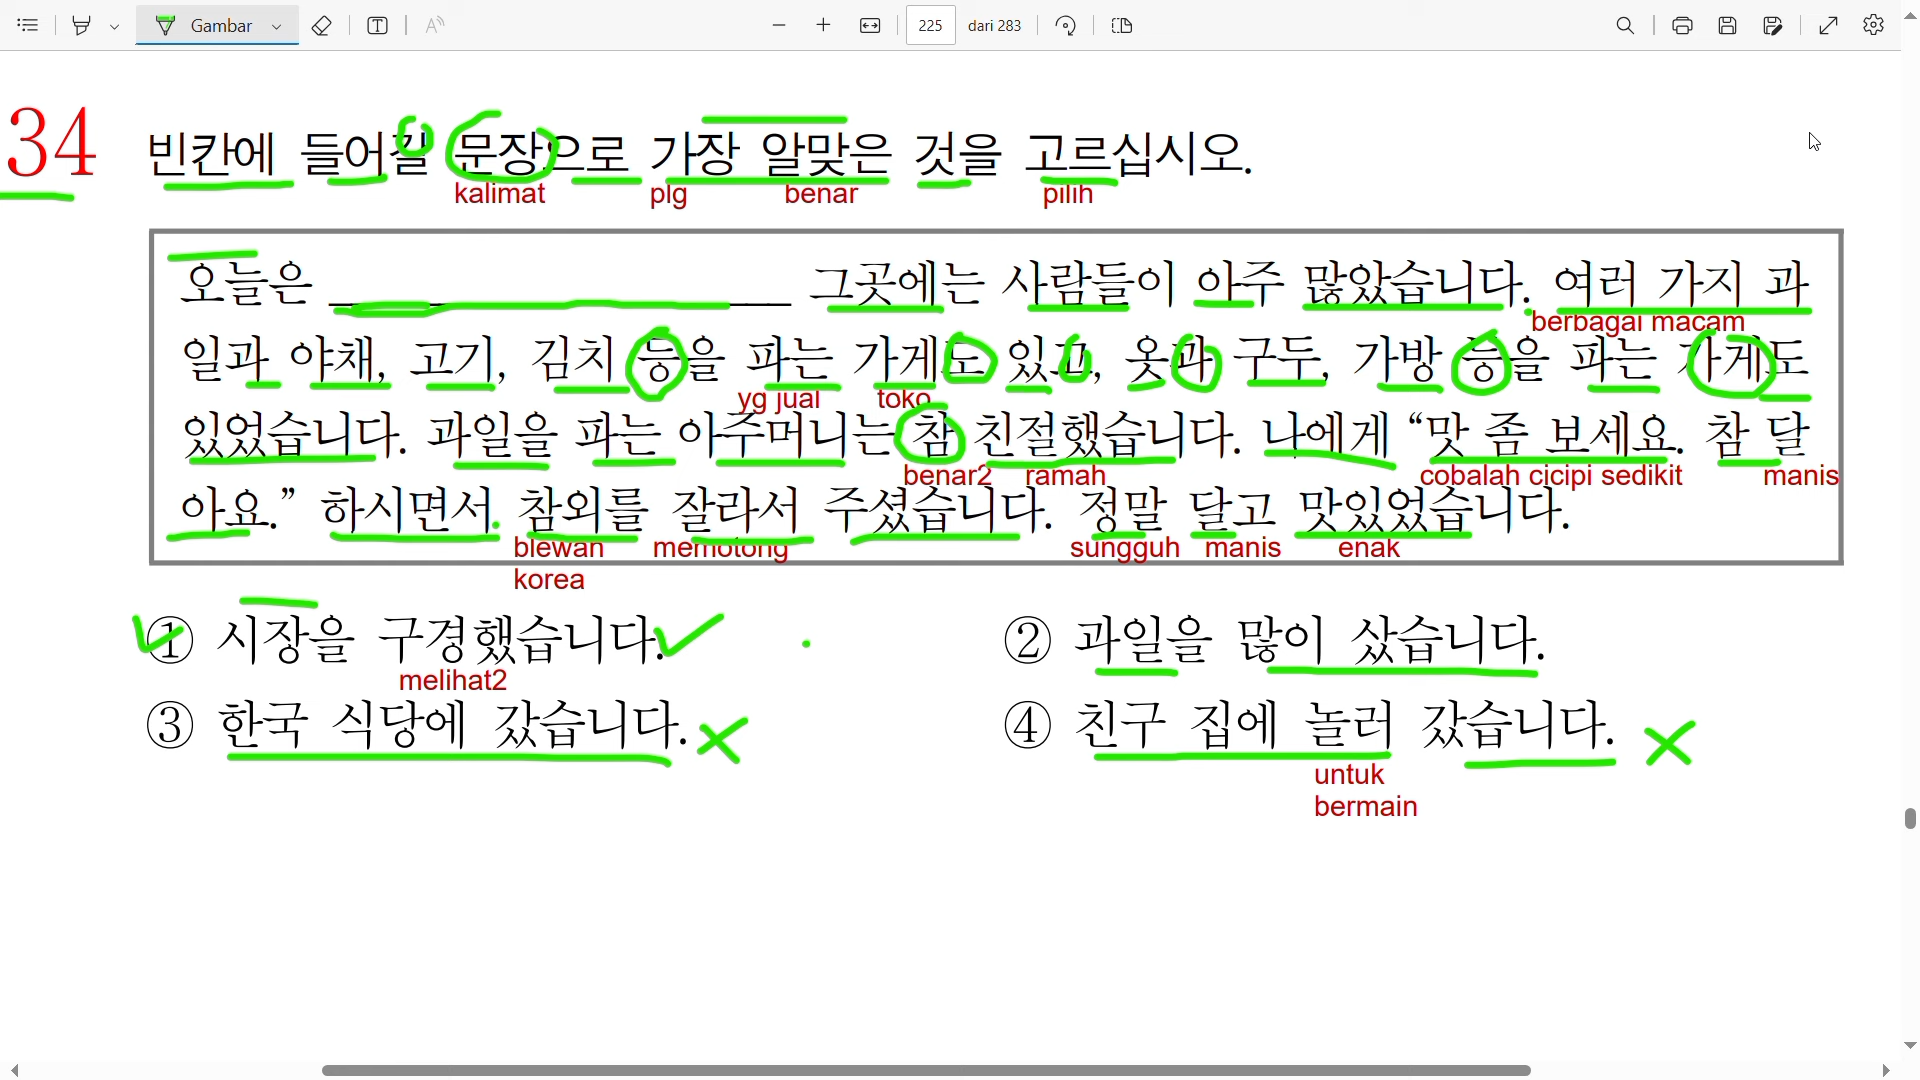 Gambar 225 dari 283
34 빈칸에 들어갈 문장으로 가장 알맞은 것을 고르십시오.
kalimat plg benar pilih
오늘은 ____________________ 그곳에는 사람들이 아주 많았습니다. 여러 가지 과
berbagai macam
일과 야채, 고기, 김치 등을 파는 가게도 있고, 옷과 구두, 가방 등을 파는 가게도
yg jual toko
있었습니다. 과일을 파는 아주머니는 참 친절했습니다. 나에게 “맛 좀 보세요. 참 달
benar2 ramah cobalah cicipi sedikit manis
아요.” 하시면서 참외를 잘라서 주셨습니다. 정말 달고 맛있었습니다.
blewah memotong sungguh manis enak
korea
① 시장을 구경했습니다. ② 과일을 많이 샀습니다.
melihat2
③ 한국 식당에 갔습니다. ④ 친구 집에 놀러 갔습니다.
untuk
bermain